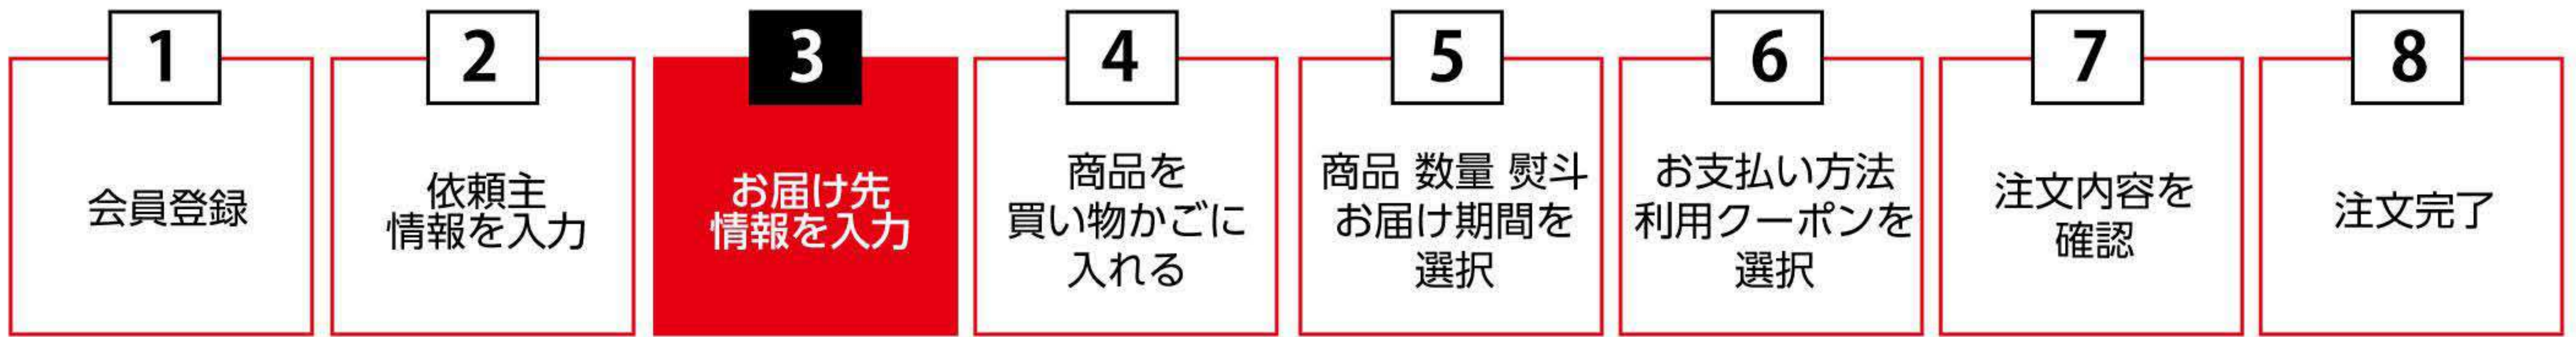 1
会員登録
2
依頼主
情報を入力
3
お届け先
情報を入力
4
商品を
買い物かごに
入れる
5
商品 数量 熨斗
お届け期間を
選択
6
お支払い方法
利用クーポンを
選択
7
注文内容を
確認
8
注文完了